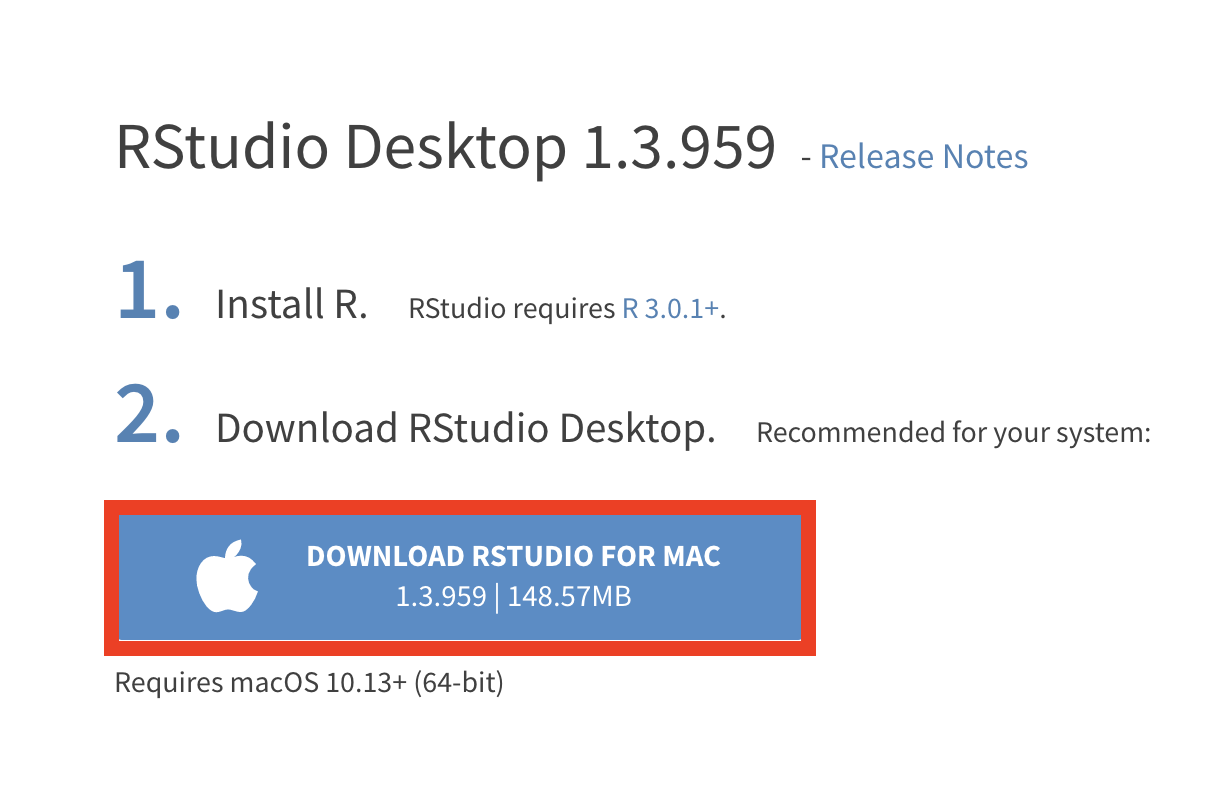 RStudio Desktop 1.3.959 - Release Notes
1. Install R. RStudio requires R 3.0.1+.
2. Download RStudio Desktop. Recommended for your system:
DOWNLOAD RSTUDIO FOR MAC
1.3.959 | 148.57MB
Requires macOS 10.13+ (64-bit)